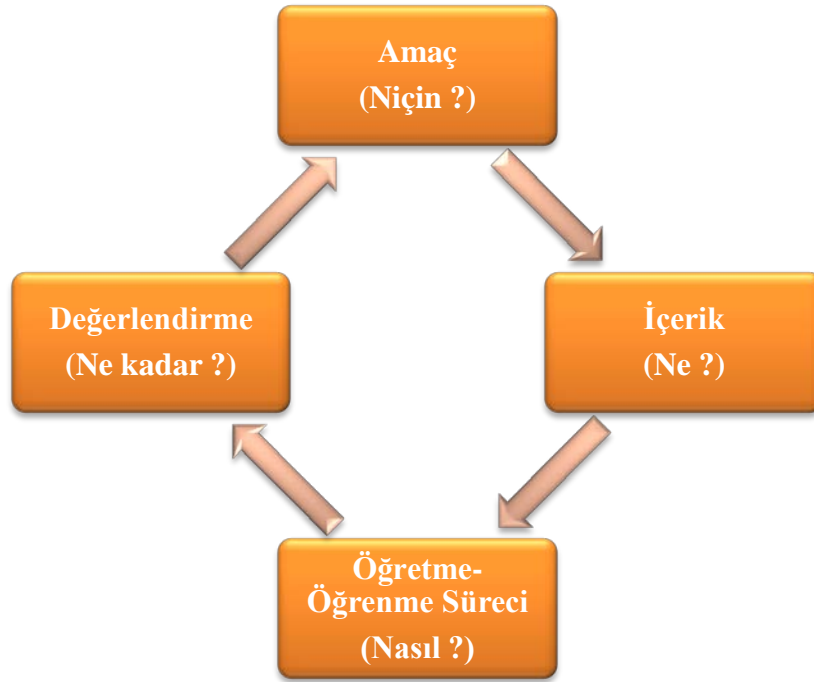 Amaç
(Niçin ?)
Değerlendirme
(Ne kadar ?)
İçerik
(Ne ?)
Öğretme-
Öğrenme Süreci
(Nasıl ?)